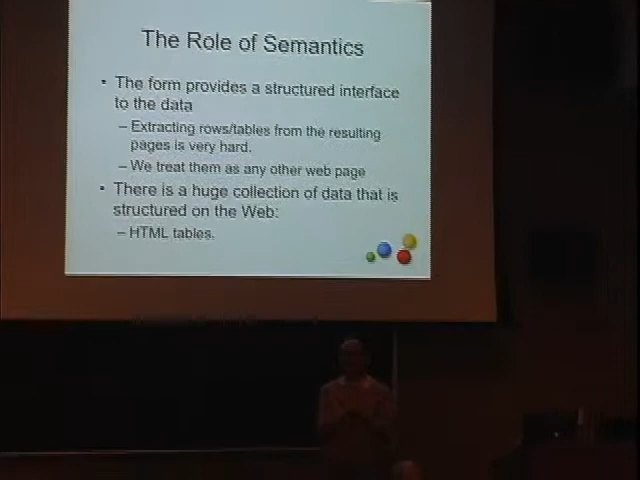 The Role of Semantics
• The form provides a structured interface
to the data
– Extracting rows/tables from the resulting
pages is very hard.
– We treat them as any other web page
• There is a huge collection of data that is
structured on the Web:
– HTML tables.